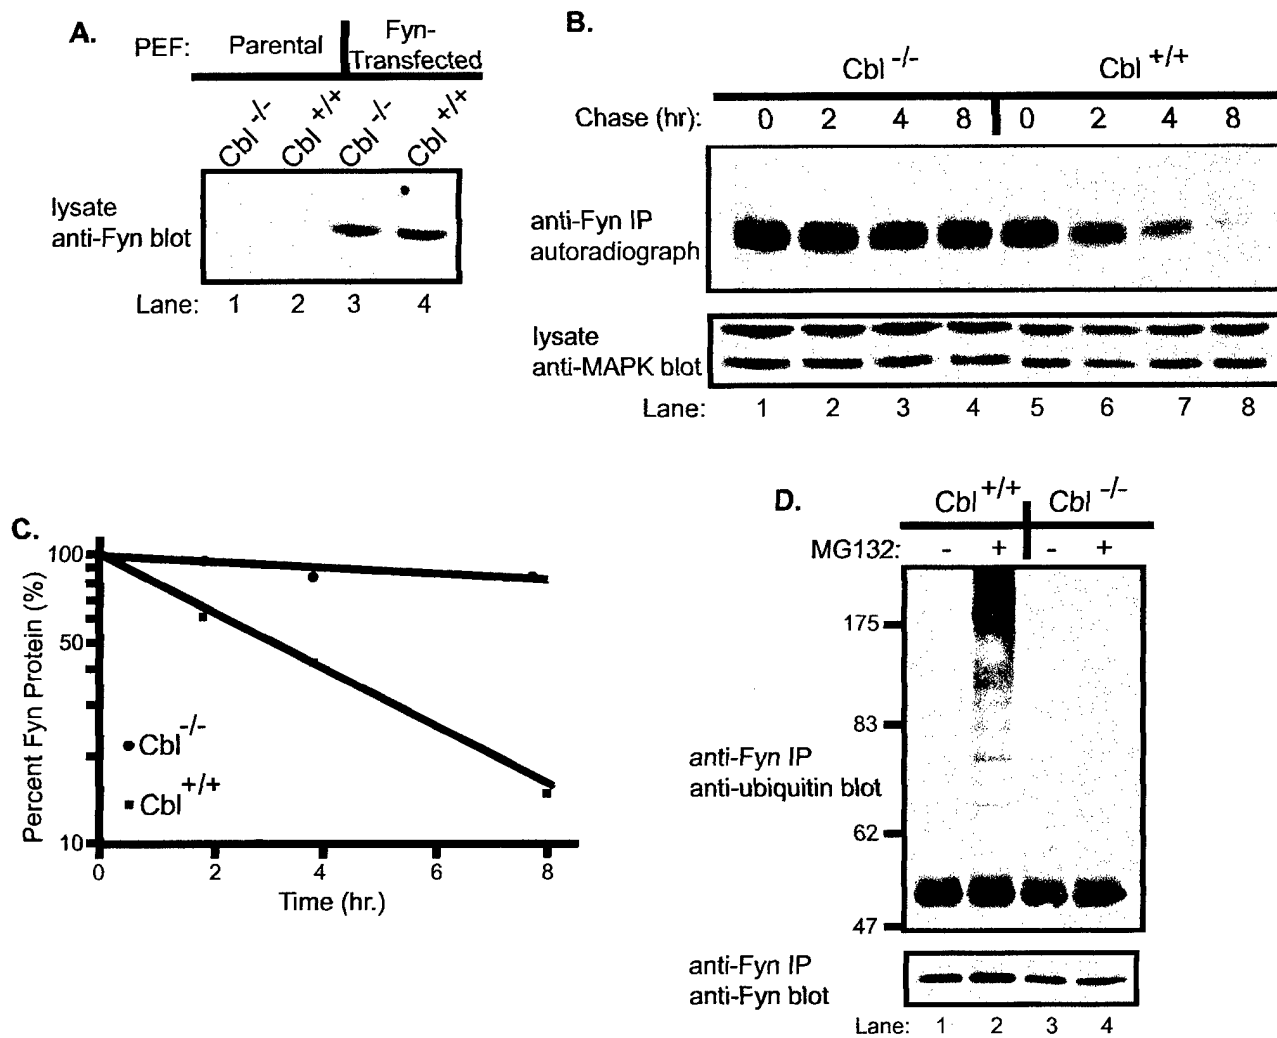 A.
PEF: Parental Fyn-
Transfected
Cbl -/- Cbl +/+ Cbl -/- Cbl +/+
lysate
anti-Fyn blot
Lane: 1 2 3 4
B.
Cbl -/- Cbl +/+
Chase (hr): 0 2 4 8 0 2 4 8
anti-Fyn IP
autoradiograph
lysate
anti-MAPK blot
Lane: 1 2 3 4 5 6 7 8
C.
Percent Fyn Protein (%)
100
50
10
Cbl -/-
Cbl +/+
0 2 4 6 8
Time (hr.)
D.
Cbl +/+ Cbl -/-
MG132: - + - +
175
83
62
47
anti-Fyn IP
anti-ubiquitin blot
anti-Fyn IP
anti-Fyn blot
Lane: 1 2 3 4